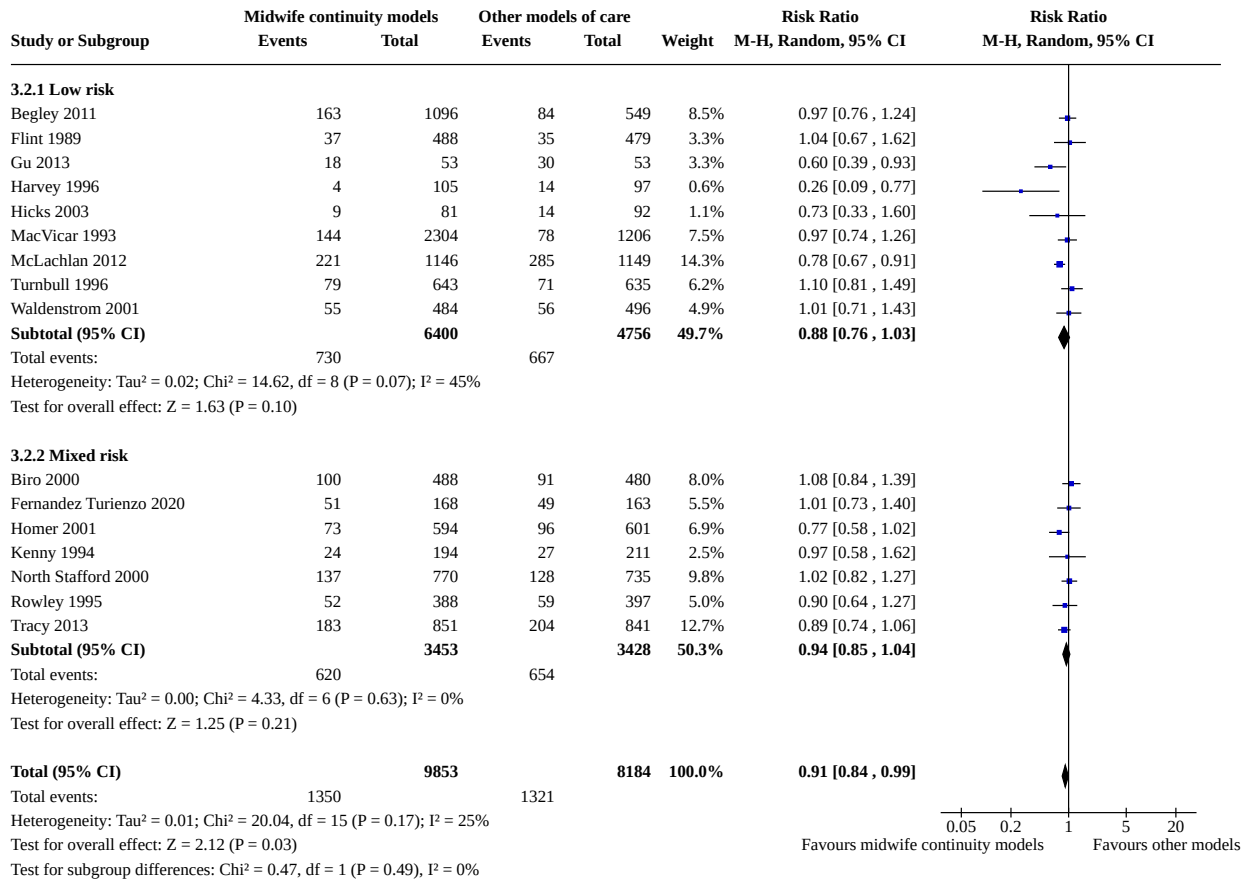 Midwife continuity models Other models of care Risk Ratio Risk Ratio
Study or Subgroup Events Total Events Total Weight M-H, Random, 95% CI M-H, Random, 95% CI
3.2.1 Low risk
Begley 2011 163 1096 84 549 8.5% 0.97 [0.76 , 1.24]
Flint 1989 37 488 35 479 3.3% 1.04 [0.67 , 1.62]
Gu 2013 18 53 30 53 3.3% 0.60 [0.39 , 0.93]
Harvey 1996 4 105 14 97 0.6% 0.26 [0.09 , 0.77]
Hicks 2003 9 81 14 92 1.1% 0.73 [0.33 , 1.60]
MacVicar 1993 144 2304 78 1206 7.5% 0.97 [0.74 , 1.26]
McLachlan 2012 221 1146 285 1149 14.3% 0.78 [0.67 , 0.91]
Turnbull 1996 79 643 71 635 6.2% 1.10 [0.81 , 1.49]
Waldenstrom 2001 55 484 56 496 4.9% 1.01 [0.71 , 1.43]
Subtotal (95% CI) 6400 4756 49.7% 0.88 [0.76 , 1.03]
Total events: 730 667
Heterogeneity: Tau² = 0.02; Chi² = 14.62, df = 8 (P = 0.07); I² = 45%
Test for overall effect: Z = 1.63 (P = 0.10)
3.2.2 Mixed risk
Biro 2000 100 488 91 480 8.0% 1.08 [0.84 , 1.39]
Fernandez Turienzo 2020 51 168 49 163 5.5% 1.01 [0.73 , 1.40]
Homer 2001 73 594 96 601 6.9% 0.77 [0.58 , 1.02]
Kenny 1994 24 194 27 211 2.5% 0.97 [0.58 , 1.62]
North Stafford 2000 137 770 128 735 9.8% 1.02 [0.82 , 1.27]
Rowley 1995 52 388 59 397 5.0% 0.90 [0.64 , 1.27]
Tracy 2013 183 851 204 841 12.7% 0.89 [0.74 , 1.06]
Subtotal (95% CI) 3453 3428 50.3% 0.94 [0.85 , 1.04]
Total events: 620 654
Heterogeneity: Tau² = 0.00; Chi² = 4.33, df = 6 (P = 0.63); I² = 0%
Test for overall effect: Z = 1.25 (P = 0.21)
Total (95% CI) 9853 8184 100.0% 0.91 [0.84 , 0.99]
Total events: 1350 1321
Heterogeneity: Tau² = 0.01; Chi² = 20.04, df = 15 (P = 0.17); I² = 25%
0.05 0.2 1 5 20
Test for overall effect: Z = 2.12 (P = 0.03) Favours midwife continuity models Favours other models
Test for subgroup differences: Chi² = 0.47, df = 1 (P = 0.49), I² = 0%